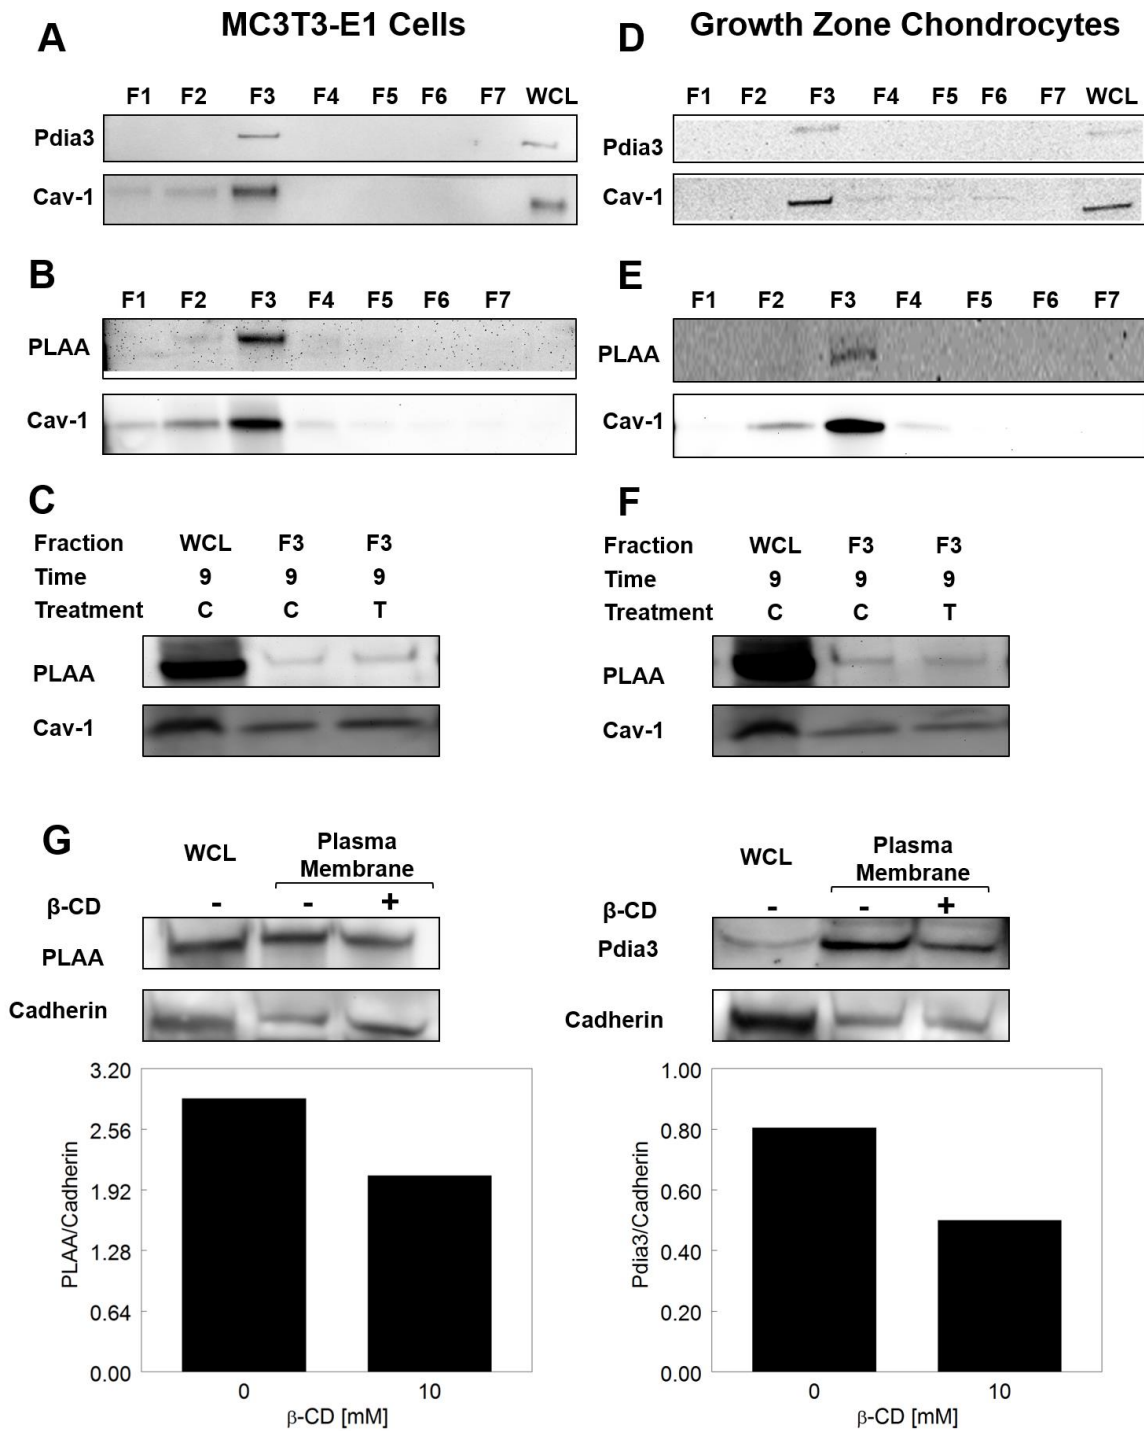 MC3T3-E1 Cells
A
F1 F2 F3 F4 F5 F6 F7 WCL
Pdia3
Cav-1
B
F1 F2 F3 F4 F5 F6 F7
PLAA
Cav-1
C
Fraction WCL F3 F3
Time 9 9 9
Treatment C C T
PLAA
Cav-1
Growth Zone Chondrocytes
D
F1 F2 F3 F4 F5 F6 F7 WCL
Pdia3
Cav-1
E
F1 F2 F3 F4 F5 F6 F7
PLAA
Cav-1
F
Fraction WCL F3 F3
Time 9 9 9
Treatment C C T
PLAA
Cav-1
G
WCL
Plasma
Membrane
β-CD - - +
PLAA
Cadherin
3.20
2.56
1.92
1.28
0.64
0.00
PLAA/Cadherin
0 10
β-CD [mM]
WCL
Plasma
Membrane
β-CD - - +
Pdia3
Cadherin
1.00
0.80
0.60
0.40
0.20
0.00
Pdia3/Cadherin
0 10
β-CD [mM]